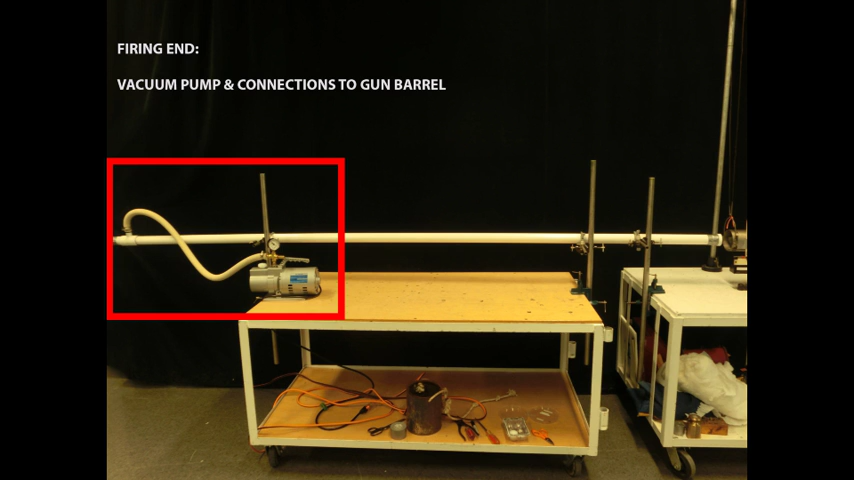 FIRING END:
VACUUM PUMP & CONNECTIONS TO GUN BARREL